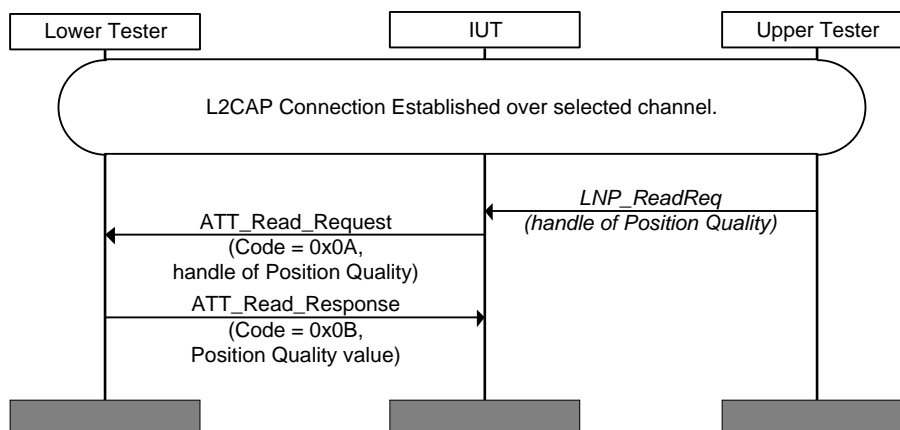 Lower Tester
IUT
Upper Tester
L2CAP Connection Established over selected channel.
LNP_ReadReq
(handle of Position Quality)
ATT_Read_Request
(Code = 0x0A,
handle of Position Quality)
ATT_Read_Response
(Code = 0x0B,
Position Quality value)